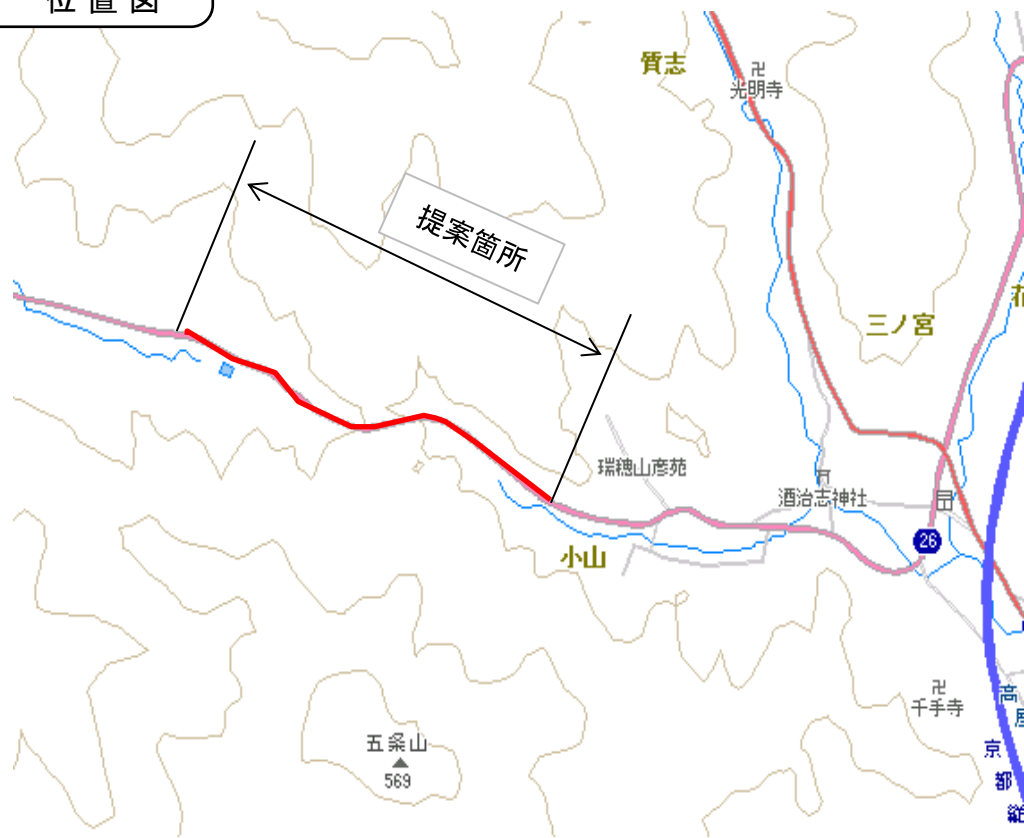 位置図
質志
光明寺
提案箇所
三ノ宮
瑞穂山彦苑
酒治志神社
小山
26
千手寺
高
京
都
五条山
569